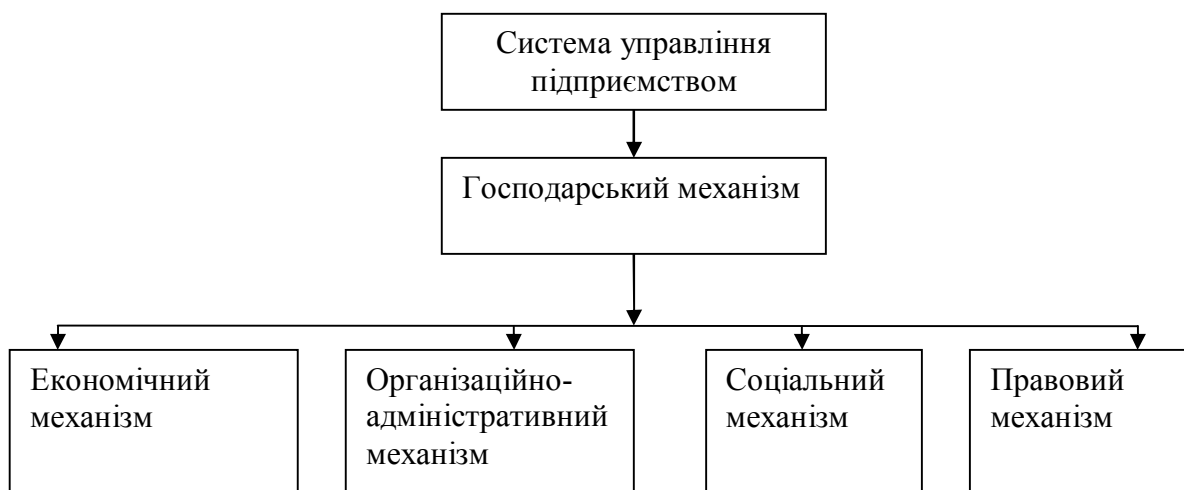 Система управління
підприємством
Господарський механізм
Економічний
механізм
Організаційно-
адміністративний
механізм
Соціальний
механізм
Правовий
механізм